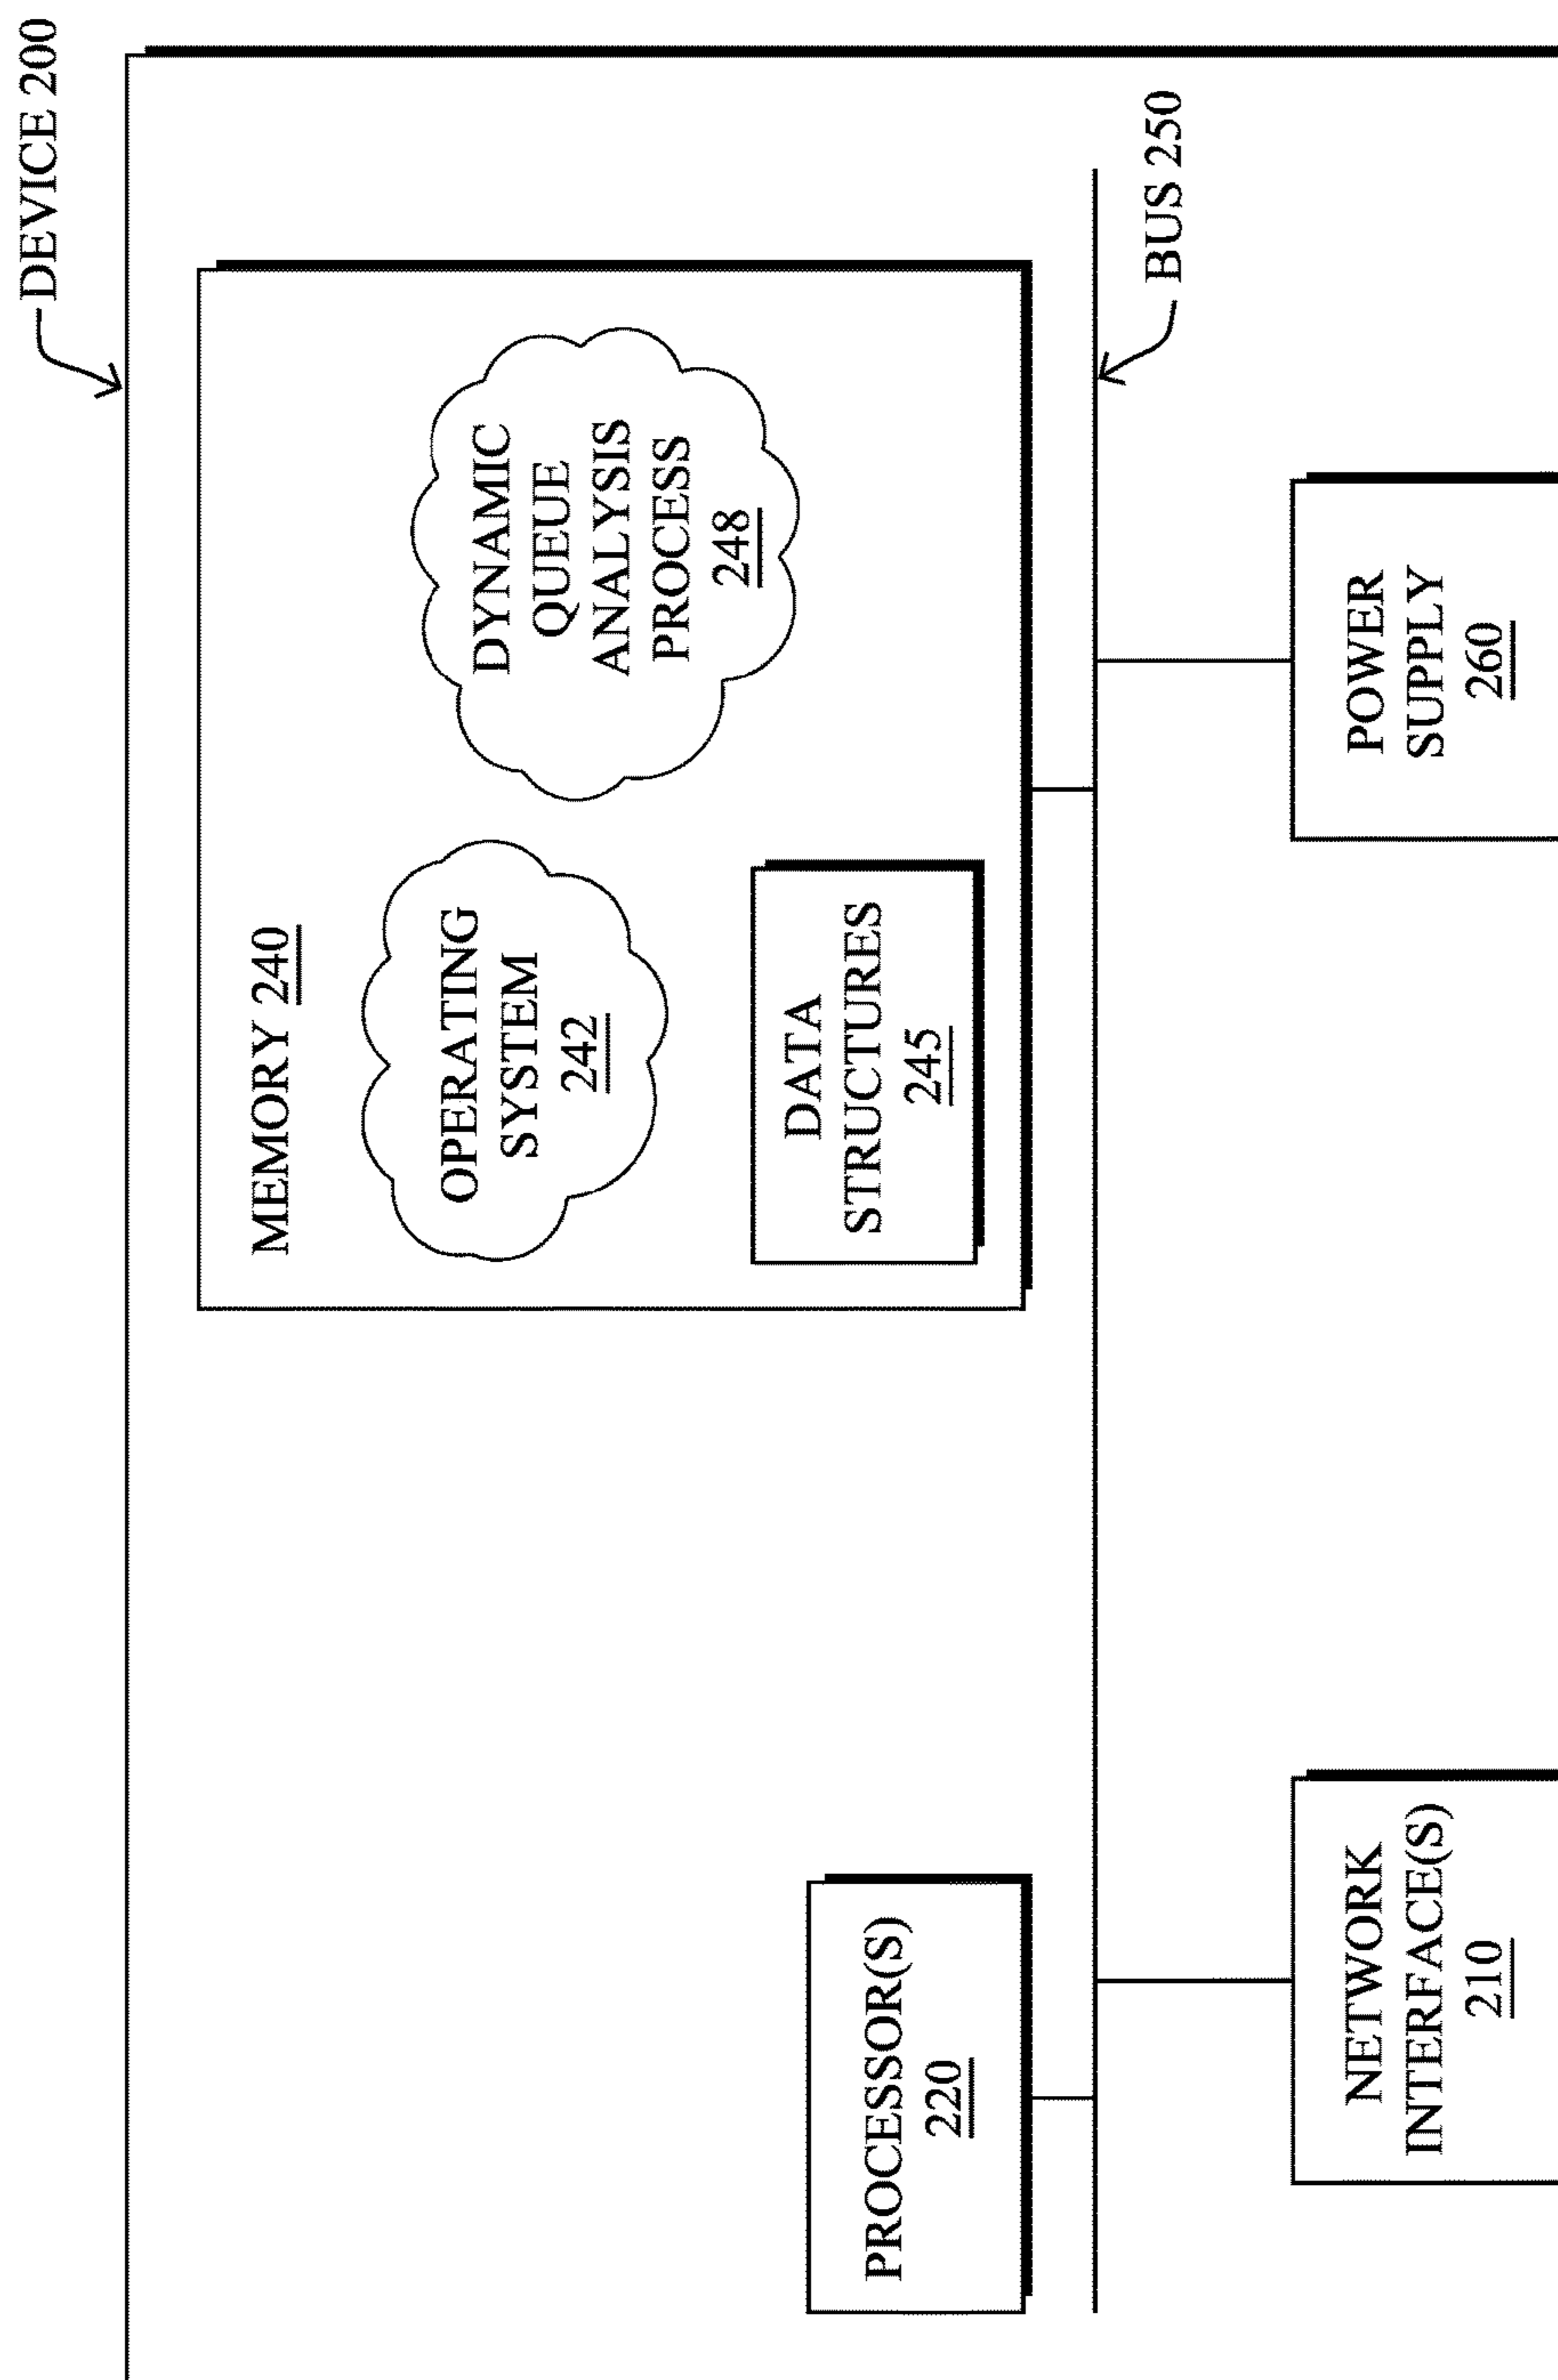 DEVICE 200
MEMORY 240
OPERATING
SYSTEM
242
DYNAMIC
QUEUE
ANALYSIS
PROCESS
248
DATA
STRUCTURES
245
PROCESSOR(S)
220
BUS 250
NETWORK
INTERFACE(S)
210
POWER
SUPPLY
260